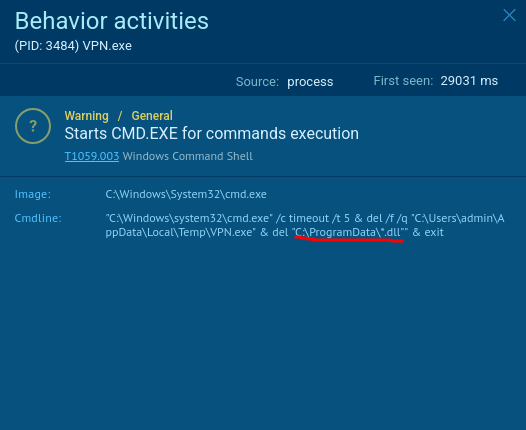 Behavior activities
(PID: 3484) VPN.exe
Source: process First seen: 29031 ms
?
Warning / General
Starts CMD.EXE for commands execution
T1059.003 Windows Command Shell
Image: C:\Windows\System32\cmd.exe
Cmdline: "C:\Windows\system32\cmd.exe" /c timeout /t 5 & del /f /q "C:\Users\admin\A
ppData\Local\Temp\VPN.exe" & del "C:\ProgramData\*.dll"" & exit